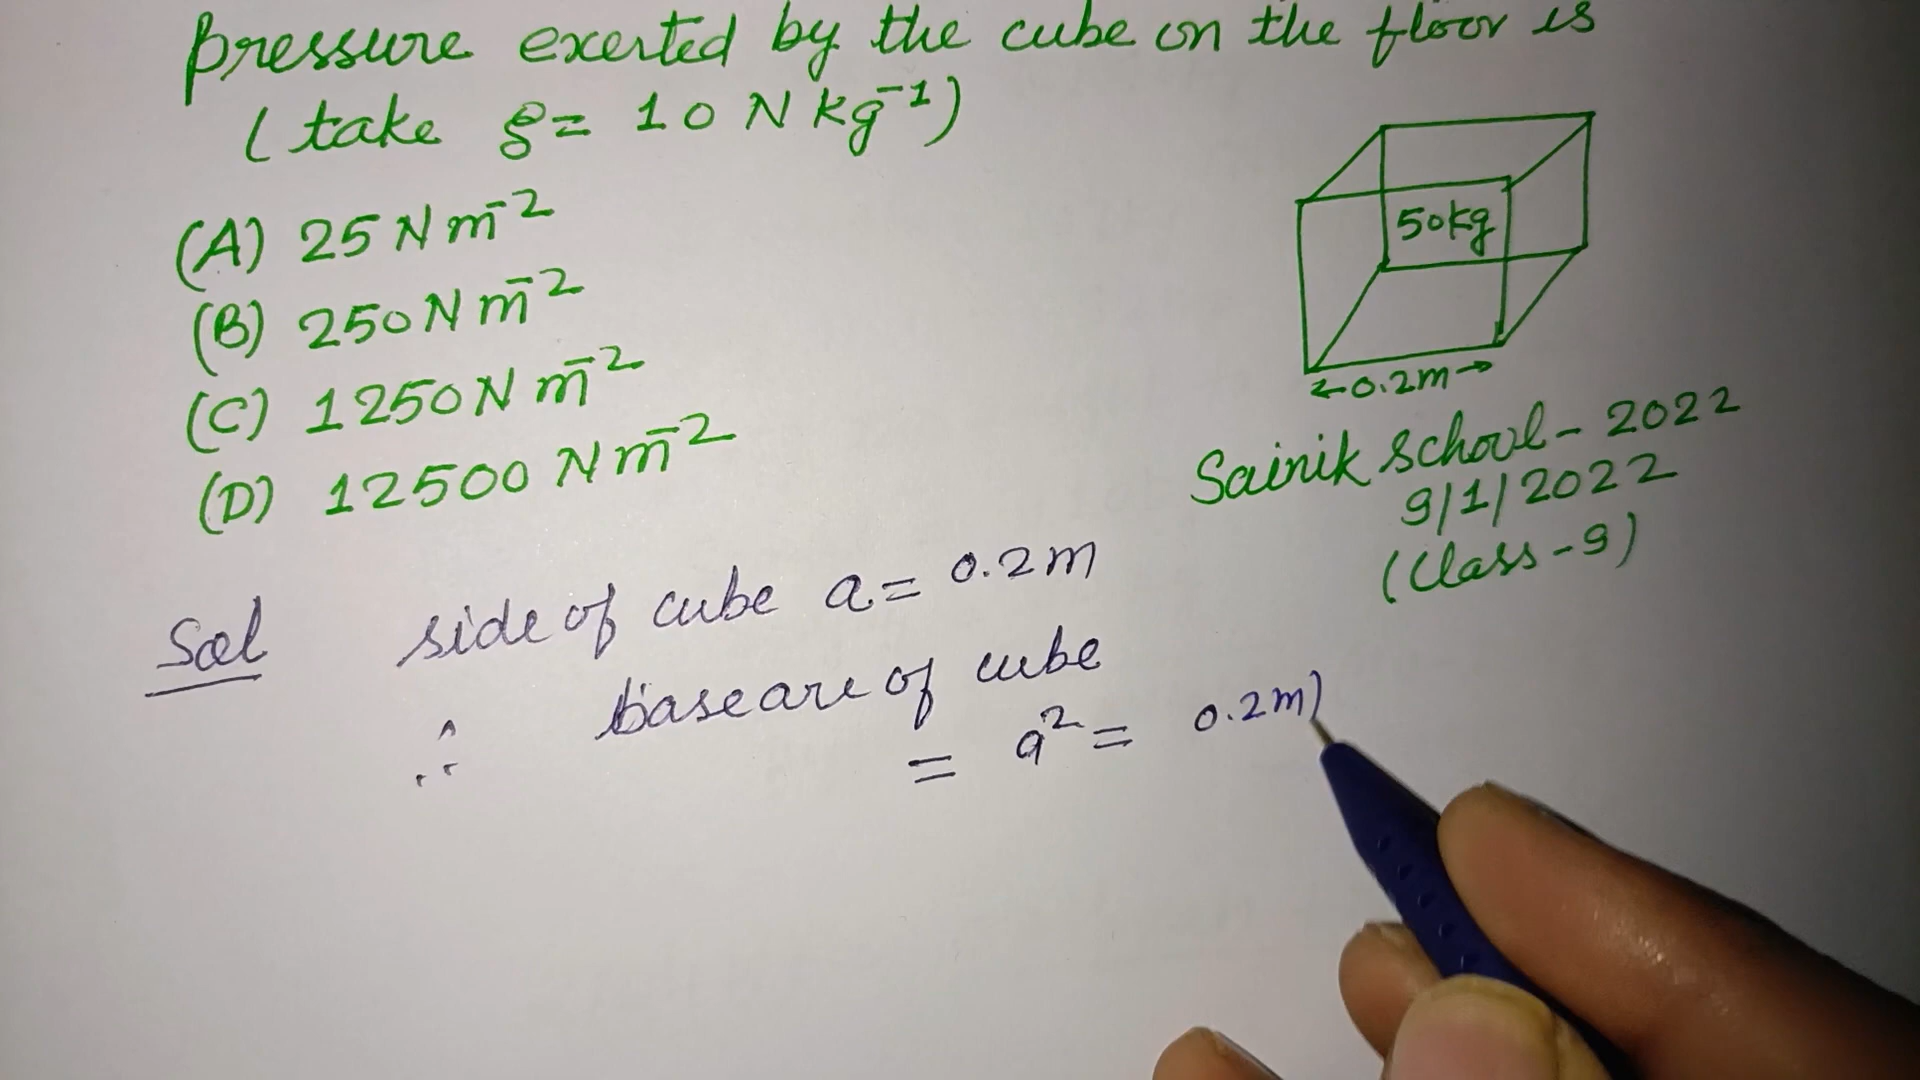 pressure exerted by the cube on the floor is
( take g = 10 N kg⁻¹)
(A) 25 N m⁻²
(B) 250 N m⁻²
(C) 1250 N m⁻²
(D) 12500 N m⁻²
50kg
←0.2m→
Sainik School - 2022
9/1/2022
(Class - 9)
Sol side of cube a = 0.2m
∴ base are of cube
= a² = 0.2m)